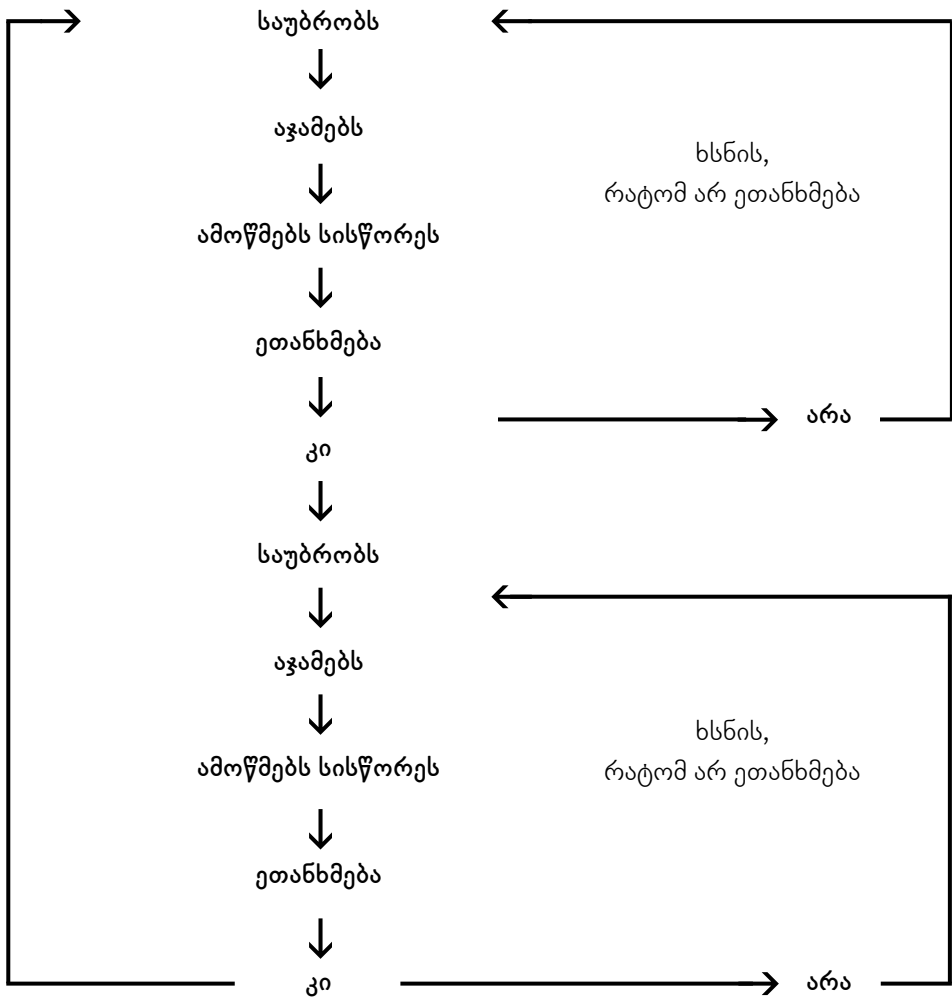 საუბრობს
აჯამებს
ხსნის,
რატომ არ ეთანხმება
ამოწმებს სისწორეს
ეთანხმება
არა
კი
საუბრობს
აჯამებს
ხსნის,
რატომ არ ეთანხმება
ამოწმებს სისწორეს
ეთანხმება
კი
არა